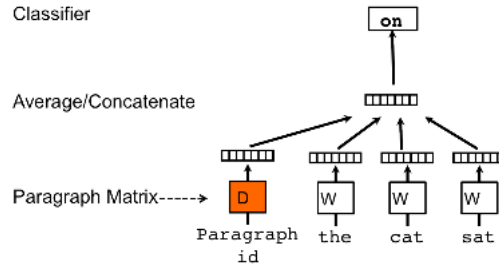 Classifier
on
Average/Concatenate
Paragraph Matrix
D
W
W
W
Paragraph
id
the
cat
sat